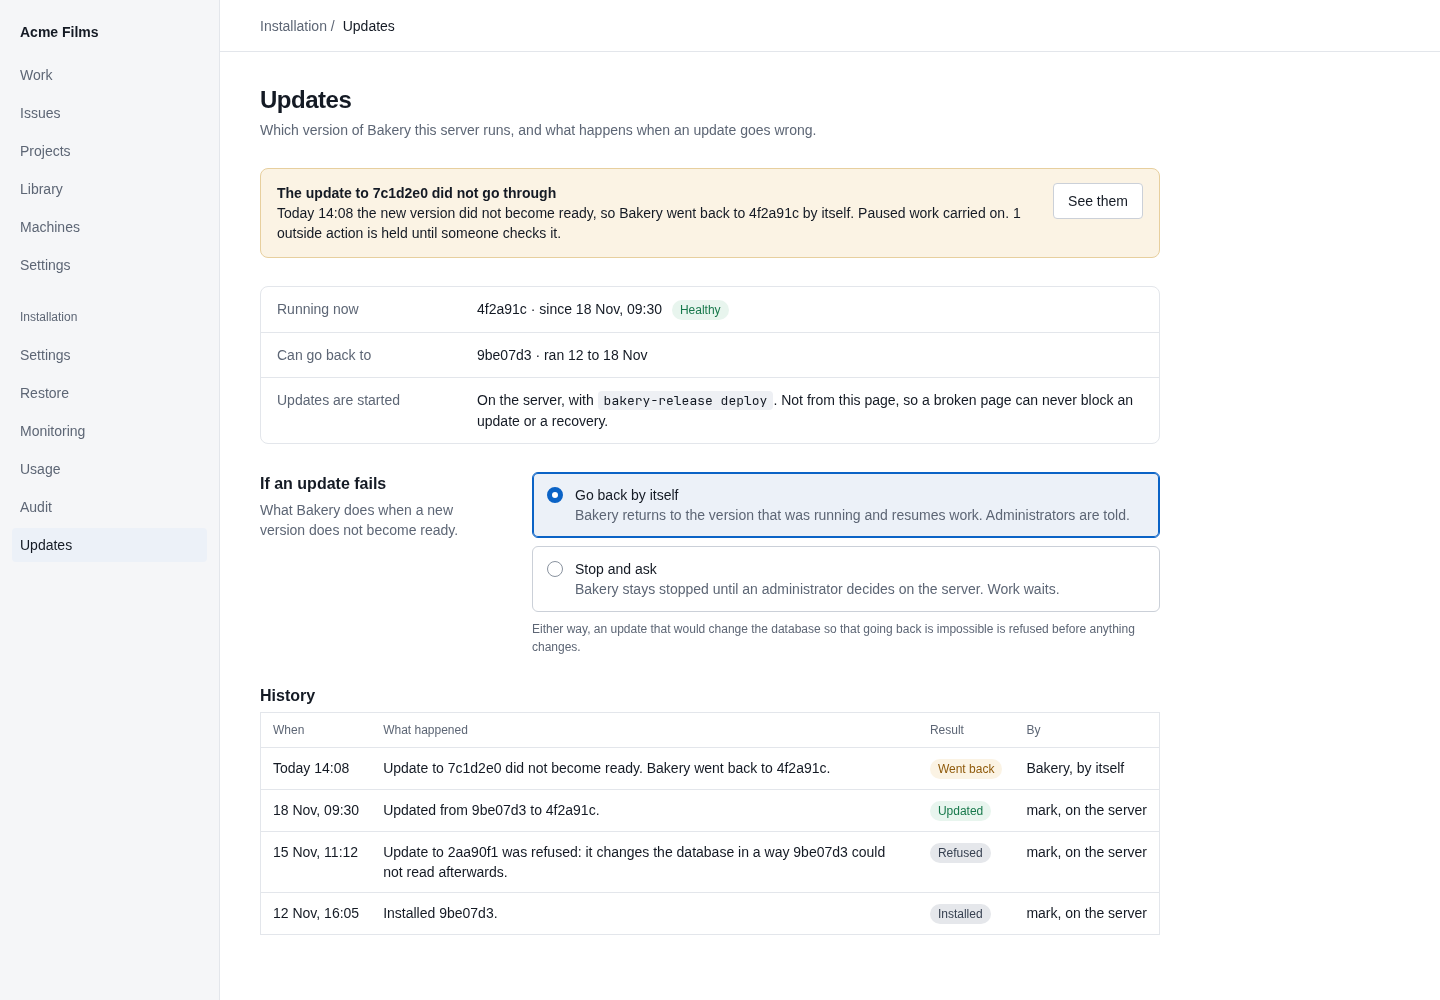 Acme Films
Work
Issues
Projects
Library
Machines
Settings
Installation
Settings
Restore
Monitoring
Usage
Audit
Updates
Installation / Updates
Updates
Which version of Bakery this server runs, and what happens when an update goes wrong.
The update to 7c1d2e0 did not go through
Today 14:08 the new version did not become ready, so Bakery went back to 4f2a91c by itself. Paused work carried on. 1
outside action is held until someone checks it.
See them
Running now
4f2a91c · since 18 Nov, 09:30 Healthy
Can go back to
9be07d3 · ran 12 to 18 Nov
Updates are started
On the server, with bakery-release deploy. Not from this page, so a broken page can never block an
update or a recovery.
If an update fails
What Bakery does when a new
version does not become ready.
Go back by itself
Bakery returns to the version that was running and resumes work. Administrators are told.
Stop and ask
Bakery stays stopped until an administrator decides on the server. Work waits.
Either way, an update that would change the database so that going back is impossible is refused before anything
changes.
History
When What happened Result By
Today 14:08 Update to 7c1d2e0 did not become ready. Bakery went back to 4f2a91c. Went back Bakery, by itself
18 Nov, 09:30 Updated from 9be07d3 to 4f2a91c. Updated mark, on the server
15 Nov, 11:12 Update to 2aa90f1 was refused: it changes the database in a way 9be07d3 could Refused mark, on the server
not read afterwards.
12 Nov, 16:05 Installed 9be07d3. Installed mark, on the server